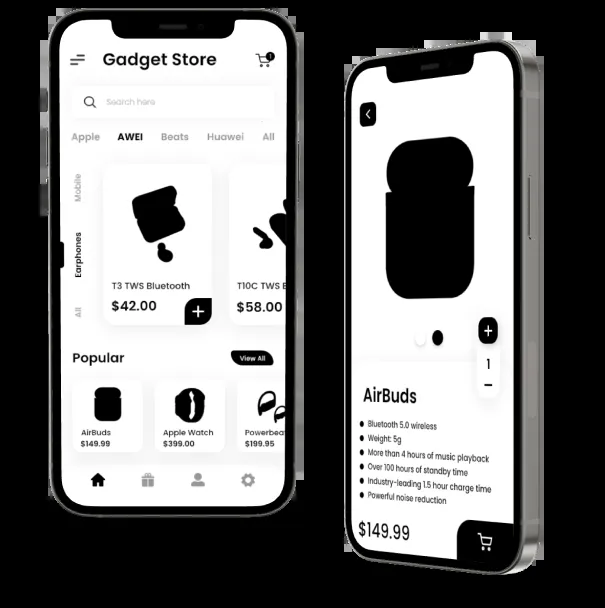 Gadget Store
1
Search here
Apple AWEI Beats Huawei All
Mobile
Earphones
All
T3 TWS Bluetooth
$42.00
T10C TWS B
$58.00
Popular
View All
AirBuds
$149.99
Apple Watch
$399.00
Powerbea
$199.95
1
AirBuds
Bluetooth 5.0 wireless
Weight: 5g
More than 4 hours of music playback
Over 100 hours of standby time
Industry-leading 1.5 hour charge time
Powerful noise reduction
$149.99